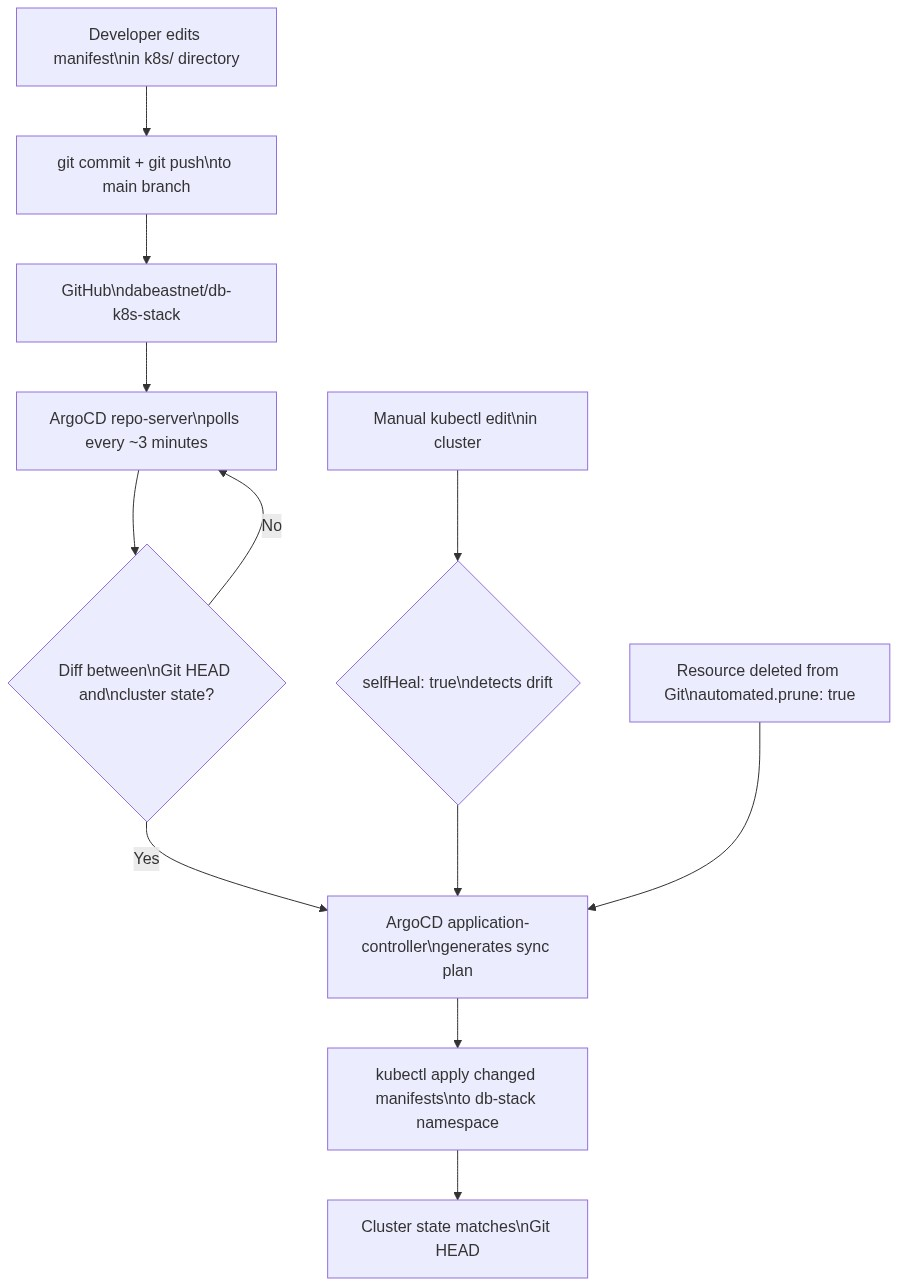 Developer edits
manifest\nin k8s/ directory
git commit + git push\nto
main branch
GitHub\ndabeastnet/db-
k8s-stack
ArgoCD repo-server\npolls
every ~3 minutes
Manual kubectl edit\nin
cluster
No
Diff between\nGit HEAD
and\ncluster state?
selfHeal: true\ndetects drift
Resource deleted from
Git\nautomated.prune: true
Yes
ArgoCD application-
controller\ngenerates sync
plan
kubectl apply changed
manifests\nto db-stack
namespace
Cluster state matches\nGit
HEAD